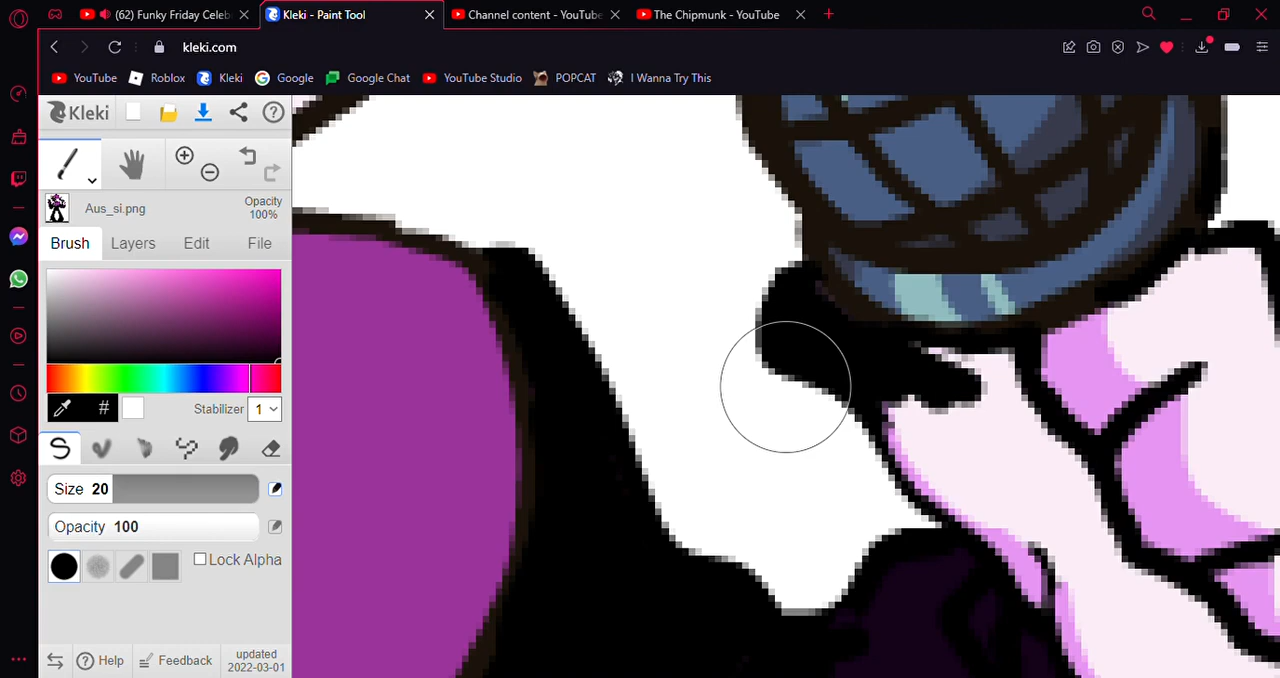 (62) Funky Friday Celeb
Kleki - Paint Tool
Channel content - YouTube
The Chipmunk - YouTube
kleki.com
YouTube
Roblox
Kleki
Google
Google Chat
YouTube Studio
POPCAT
I Wanna Try This
Kleki
Aus_si.png
Opacity
100%
Brush
Layers
Edit
File
#
Stabilizer
1
Size 20
Opacity 100
Lock Alpha
Help
Feedback
updated
2022-03-01